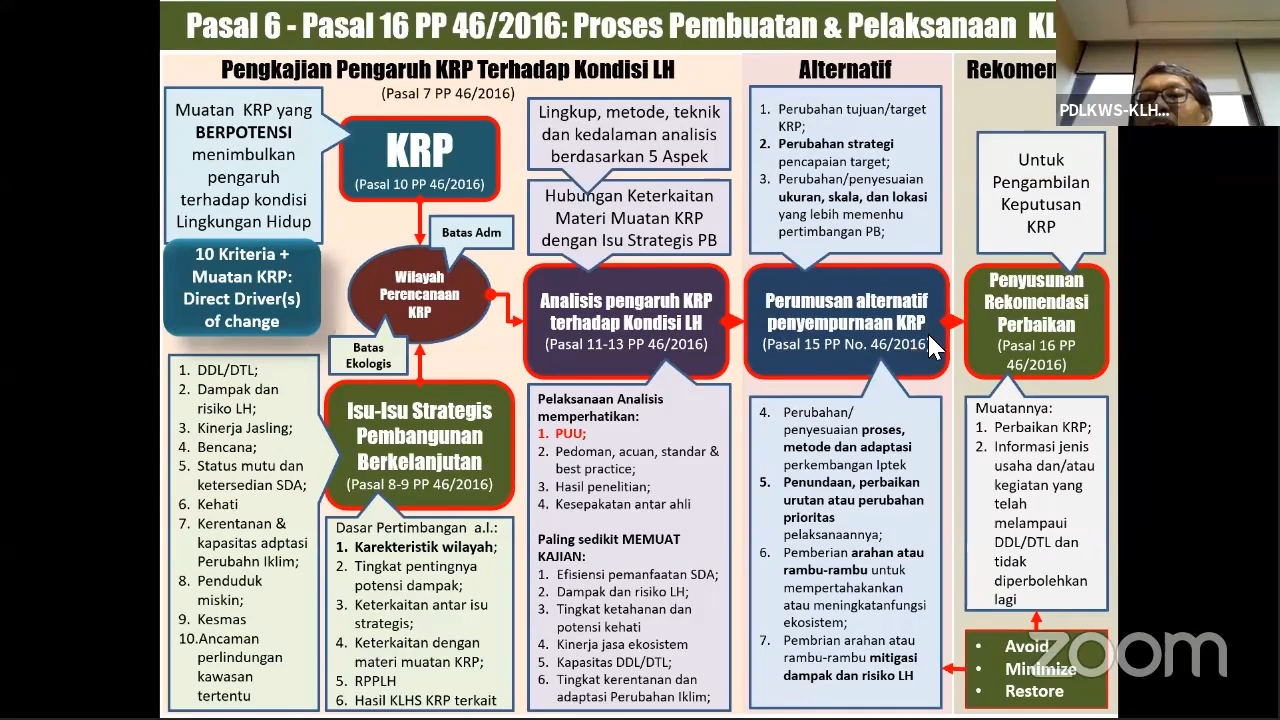 Pasal 6 - Pasal 16 PP 46/2016: Proses Pembuatan & Pelaksanaan
Pengkajian Pengaruh KRP Terhadap Kondisi LH
(Pasal 7 PP 46/2016)
Muatan KRP yang
BERPOTENSI
menimbulkan
pengaruh
terhadap kondisi
Lingkungan Hidup
10 Kriteria +
Muatan KRP:
Direct Driver(s)
of change
1. DDL/DTL;
2. Dampak dan
risiko LH;
3. Kinerja Jasling;
4. Bencana;
5. Status mutu dan
ketersedian SDA;
6. Kehati
7. Kerentanan &
kapasitas adptasi
Perubahn Iklim;
8. Penduduk
miskin;
9. Kesmas
10.Ancaman
perlindungan
kawasan
tertentu
KRP
(Pasal 10 PP 46/2016)
Batas Adm
Wilayah
Perencanaan
KRP
Batas
Ekologis
Isu-Isu Strategis
Pembangunan
Berkelanjutan
(Pasal 8-9 PP 46/2016)
Dasar Pertimbangan a.l.:
1. Karekteristik wilayah;
2. Tingkat pentingnya
potensi dampak;
3. Keterkaitan antar isu
strategis;
4. Keterkaitan dengan
materi muatan KRP;
5. RPPLH
6. Hasil KLHS KRP terkait
Lingkup, metode, teknik
dan kedalaman analisis
berdasarkan 5 Aspek
Hubungan Keterkaitan
Materi Muatan KRP
dengan Isu Strategis PB
Analisis pengaruh KRP
terhadap Kondisi LH
(Pasal 11-13 PP 46/2016)
Pelaksanaan Analisis
memperhatikan:
1. PUU;
2. Pedoman, acuan, standar &
best practice;
3. Hasil penelitian;
4. Kesepakatan antar ahli
Paling sedikit MEMUAT
KAJIAN:
1. Efisiensi pemanfaatan SDA;
2. Dampak dan risiko LH;
3. Tingkat ketahanan dan
potensi kehati
4. Kinerja jasa ekosistem
5. Kapasitas DDL/DTL;
6. Tingkat kerentanan dan
adaptasi Perubahan Iklim;
Alternatif
1. Perubahan tujuan/target
KRP;
2. Perubahan strategi
pencapaian target;
3. Perubahan/penyesuaian
ukuran, skala, dan lokasi
yang lebih memenhu
pertimbangan PB;
Perumusan alternatif
penyempurnaan KRP
(Pasal 15 PP No. 46/2016)
4. Perubahan/
penyesuaian proses,
metode dan adaptasi
perkembangan Iptek
5. Penundaan, perbaikan
urutan atau perubahan
prioritas
pelaksanaannya;
6. Pemberian arahan atau
rambu-rambu untuk
mempertahakankan
atau meningkatanfungsi
ekosistem;
7. Pembrian arahan atau
rambu-rambu mitigasi
dampak dan risiko LH
PDLKWS-KLH...
Untuk
Pengambilan
Keputusan
KRP
Penyusunan
Rekomendasi
Perbaikan
(Pasal 16 PP
46/2016)
Muatannya:
1. Perbaikan KRP;
2. Informasi jenis
usaha dan/atau
kegiatan yang
telah
melampaui
DDL/DTL dan
tidak
diperbolehkan
lagi
• Avoid
• Minimize
• Restore
zoom